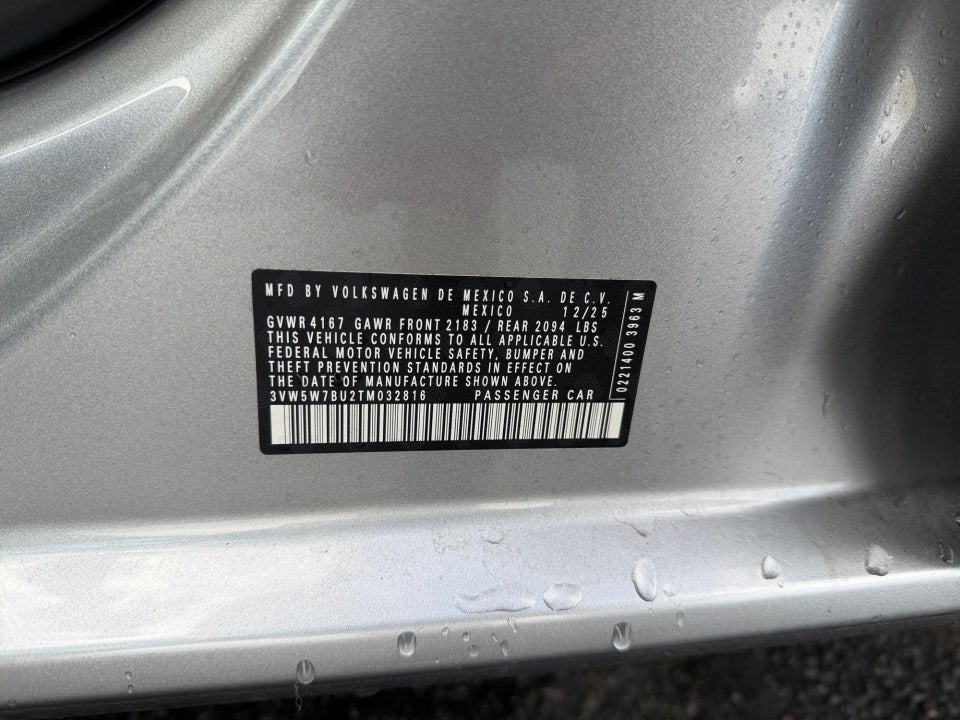 MFD BY VOLKSWAGEN DE MEXICO S.A. DE C.V.
MEXICO 12/25
GVWR 4167 GAWR FRONT 2183 / REAR 2094 LBS
THIS VEHICLE CONFORMS TO ALL APPLICABLE U.S.
FEDERAL MOTOR VEHICLE SAFETY, BUMPER AND
THEFT PREVENTION STANDARDS IN EFFECT ON
THE DATE OF MANUFACTURE SHOWN ABOVE.
3VW5W7BU2TM032816 PASSENGER CAR
0221400 3963 M